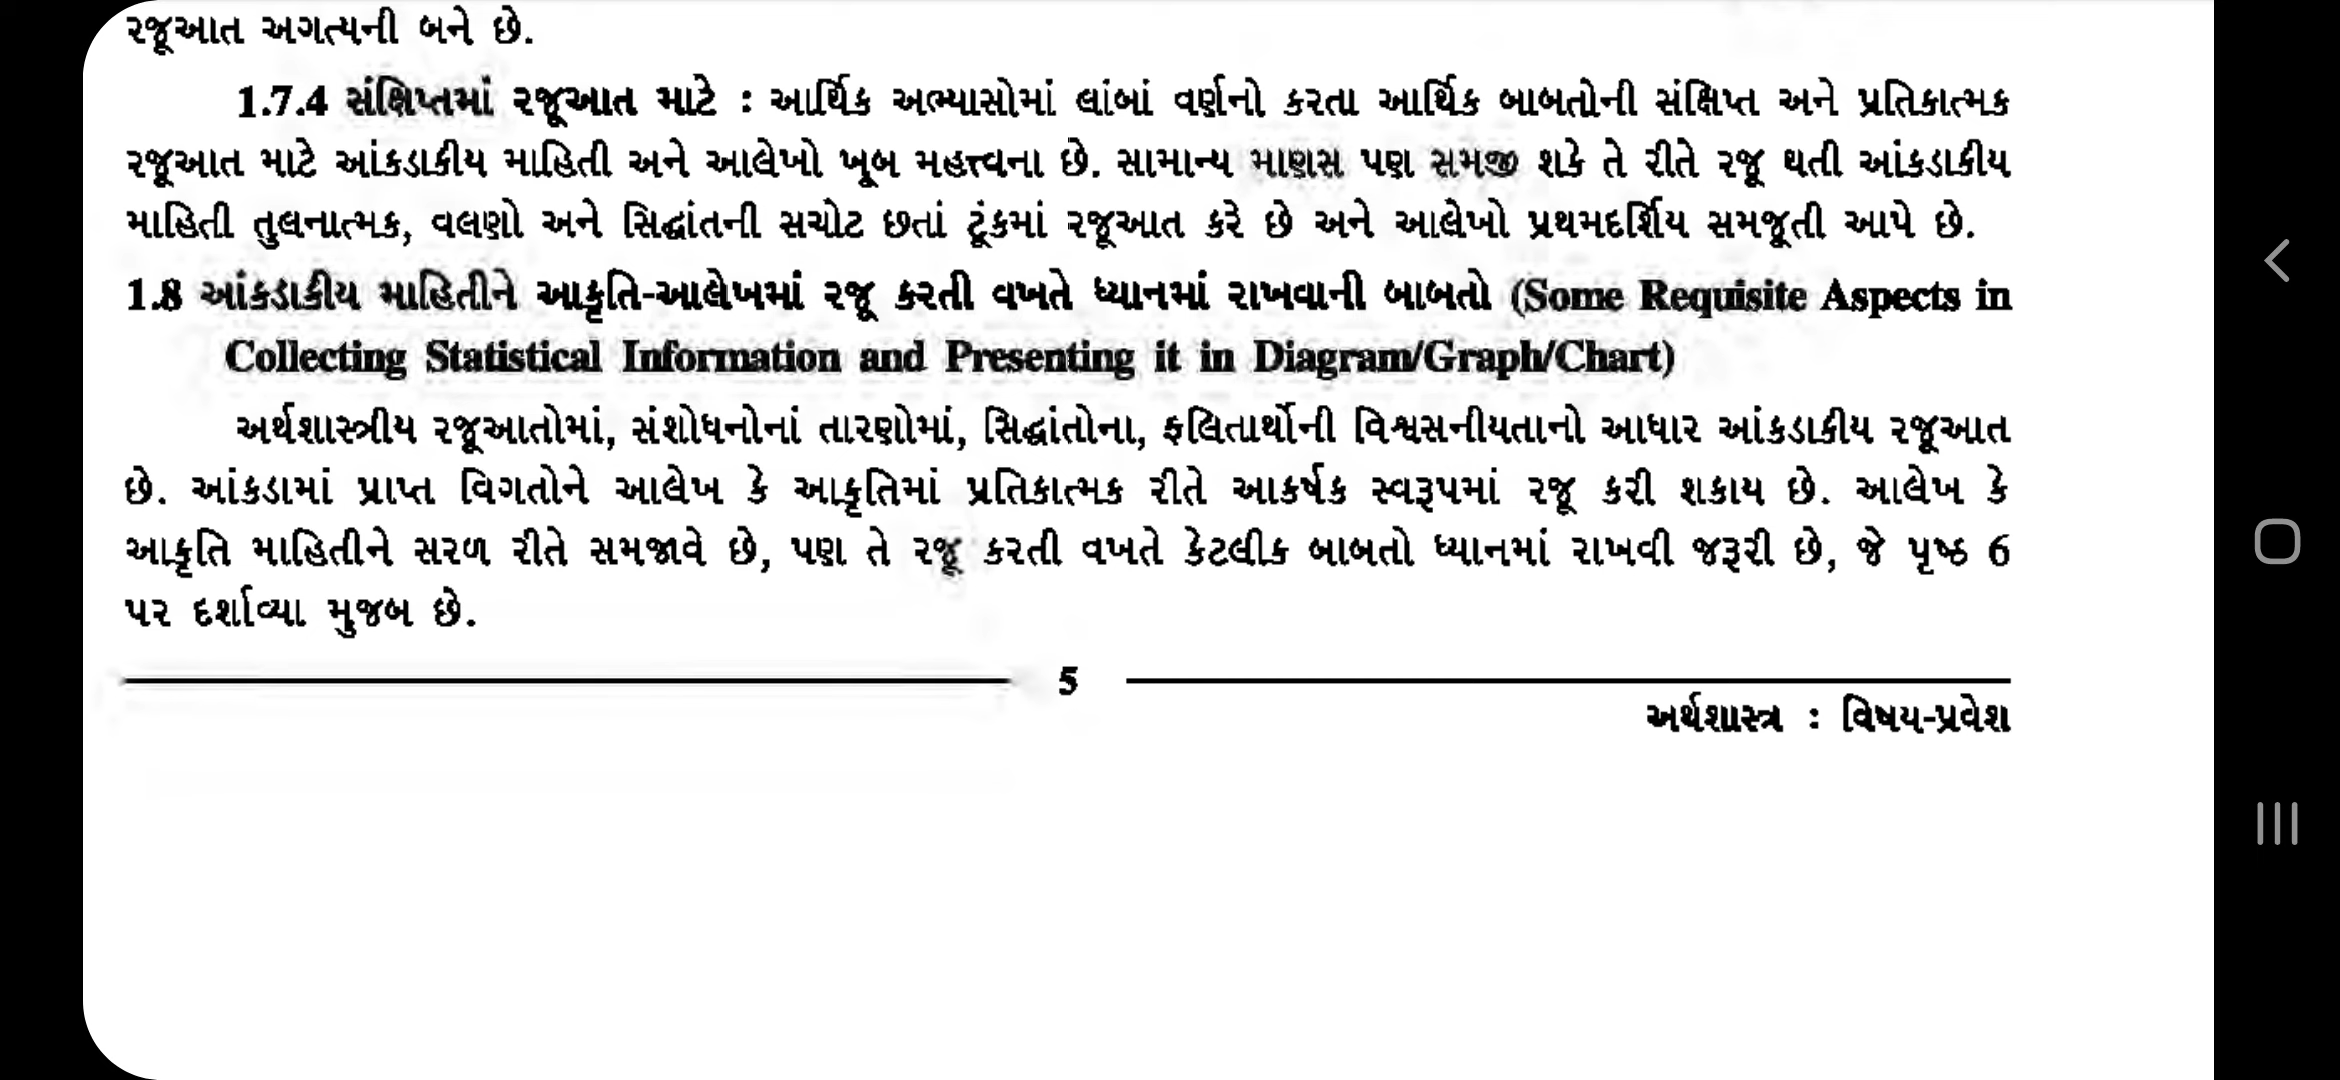 રજૂઆત અગત્યની બને છે.
1.7.4 સંક્ષિપ્તમાં રજૂઆત માટે : આર્થિક અભ્યાસોમાં લાંબાં વર્ણનો કરતા આર્થિક બાબતોની સંક્ષિપ્ત અને પ્રતિકાત્મક
રજૂઆત માટે આંકડાકીય માહિતી અને આલેખો ખૂબ મહત્ત્વના છે. સામાન્ય માણસ પણ સમજી શકે તે રીતે રજૂ થતી આંકડાકીય
માહિતી તુલનાત્મક, વલણો અને સિદ્ધાંતની સચોટ છતાં ટૂંકમાં રજૂઆત કરે છે અને આલેખો પ્રથમદર્શિય સમજૂતી આપે છે.
1.8 આંકડાકીય માહિતીને આકૃતિ-આલેખમાં રજૂ કરતી વખતે ધ્યાનમાં રાખવાની બાબતો (Some Requisite Aspects in
Collecting Statistical Information and Presenting it in Diagram/Graph/Chart)
અર્થશાસ્ત્રીય રજૂઆતોમાં, સંશોધનોનાં તારણોમાં, સિદ્ધાંતોના, ફલિતાર્થોની વિશ્વસનીયતાનો આધાર આંકડાકીય રજૂઆત
છે. આંકડામાં પ્રાપ્ત વિગતોને આલેખ કે આકૃતિમાં પ્રતિકાત્મક રીતે આકર્ષક સ્વરૂપમાં રજૂ કરી શકાય છે. આલેખ કે
આકૃતિ માહિતીને સરળ રીતે સમજાવે છે, પણ તે રજૂ કરતી વખતે કેટલીક બાબતો ધ્યાનમાં રાખવી જરૂરી છે, જે પૃષ્ઠ 6
પર દર્શાવ્યા મુજબ છે.
5
અર્થશાસ્ત્ર : વિષય-પ્રવેશ